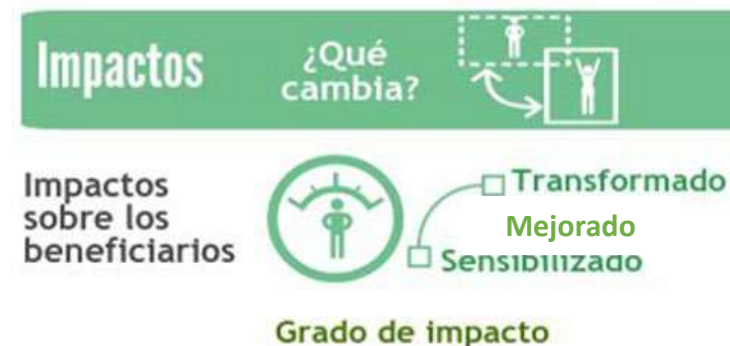 Impactos
¿Qué
cambia?
Impactos
sobre los
beneficiarios
Transformado
Mejorado
Sensibilizado
Grado de impacto